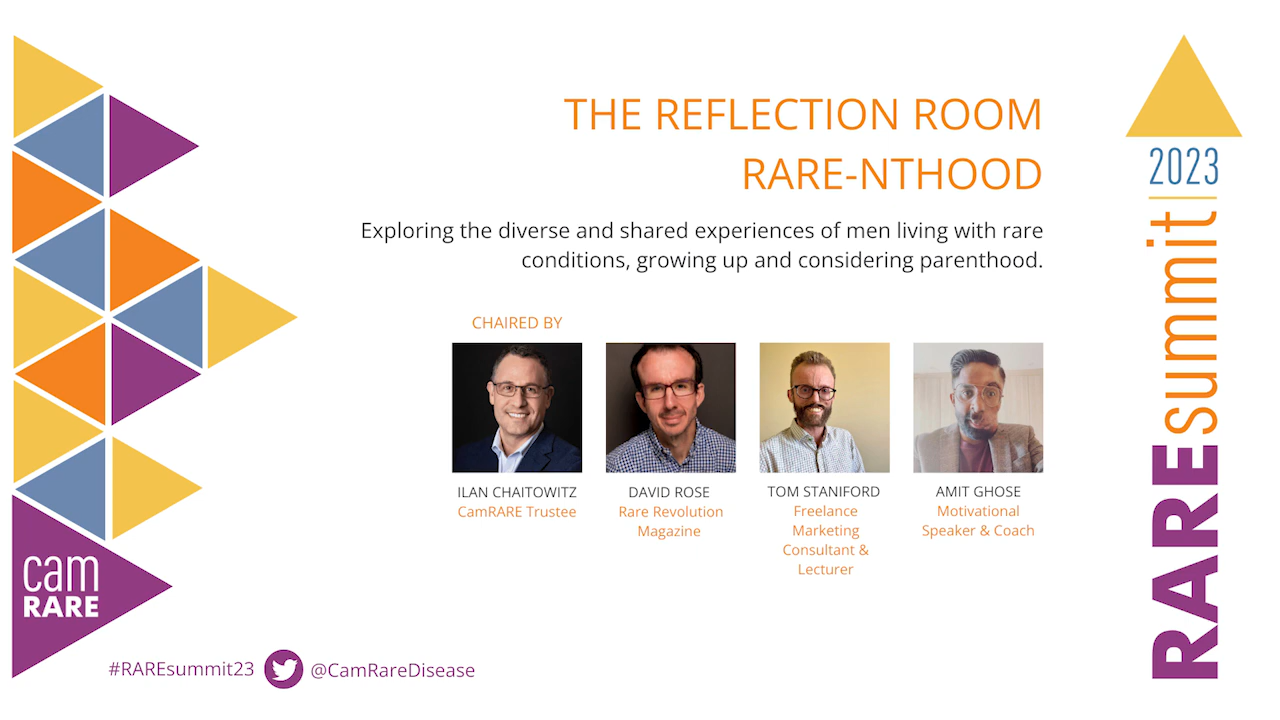 THE REFLECTION ROOM
RARE-NTHOOD
Exploring the diverse and shared experiences of men living with rare
conditions, growing up and considering parenthood.
CHAIRED BY
ILAN CHAITOWITZ
CamRARE Trustee
DAVID ROSE
Rare Revolution
Magazine
TOM STANIFORD
Freelance
Marketing
Consultant &
Lecturer
AMIT GHOSE
Motivational
Speaker & Coach
cam
RARE
#RAREsummit23
@CamRareDisease
2023
RAREsummit